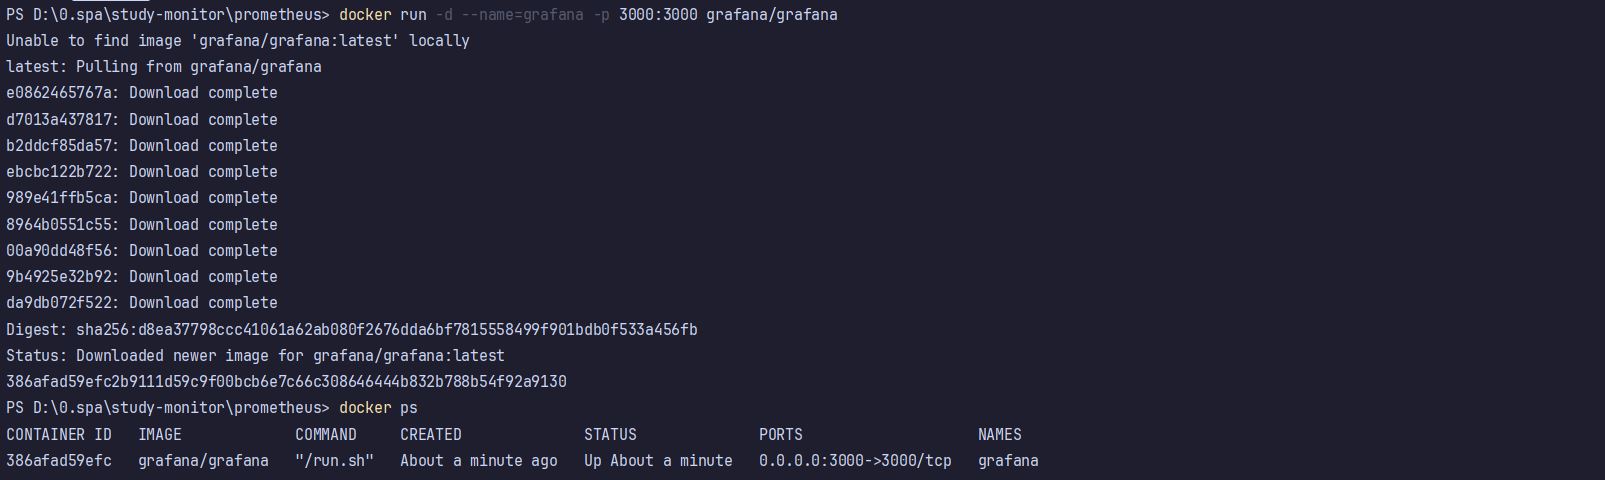 PS D:\0.spa\study-monitor\prometheus> docker run -d --name=grafana -p 3000:3000 grafana/grafana
Unable to find image 'grafana/grafana:latest' locally
latest: Pulling from grafana/grafana
e0862465767a: Download complete
d7013a437817: Download complete
b2ddcf85da57: Download complete
ebcbc122b722: Download complete
989e41ffb5ca: Download complete
8964b0551c55: Download complete
00a90dd48f56: Download complete
9b4925e32b92: Download complete
da9db072f522: Download complete
Digest: sha256:d8ea37798ccc41061a62ab080f2676dda6bf7815558499f901bdb0f533a456fb
Status: Downloaded newer image for grafana/grafana:latest
386afad59efc2b9111d59c9f00bcb6e7c66c308646444b832b788b54f92a9130
PS D:\0.spa\study-monitor\prometheus> docker ps
CONTAINER ID   IMAGE             COMMAND     CREATED              STATUS              PORTS                    NAMES
386afad59efc   grafana/grafana   "/run.sh"   About a minute ago   Up About a minute   0.0.0.0:3000->3000/tcp   grafana